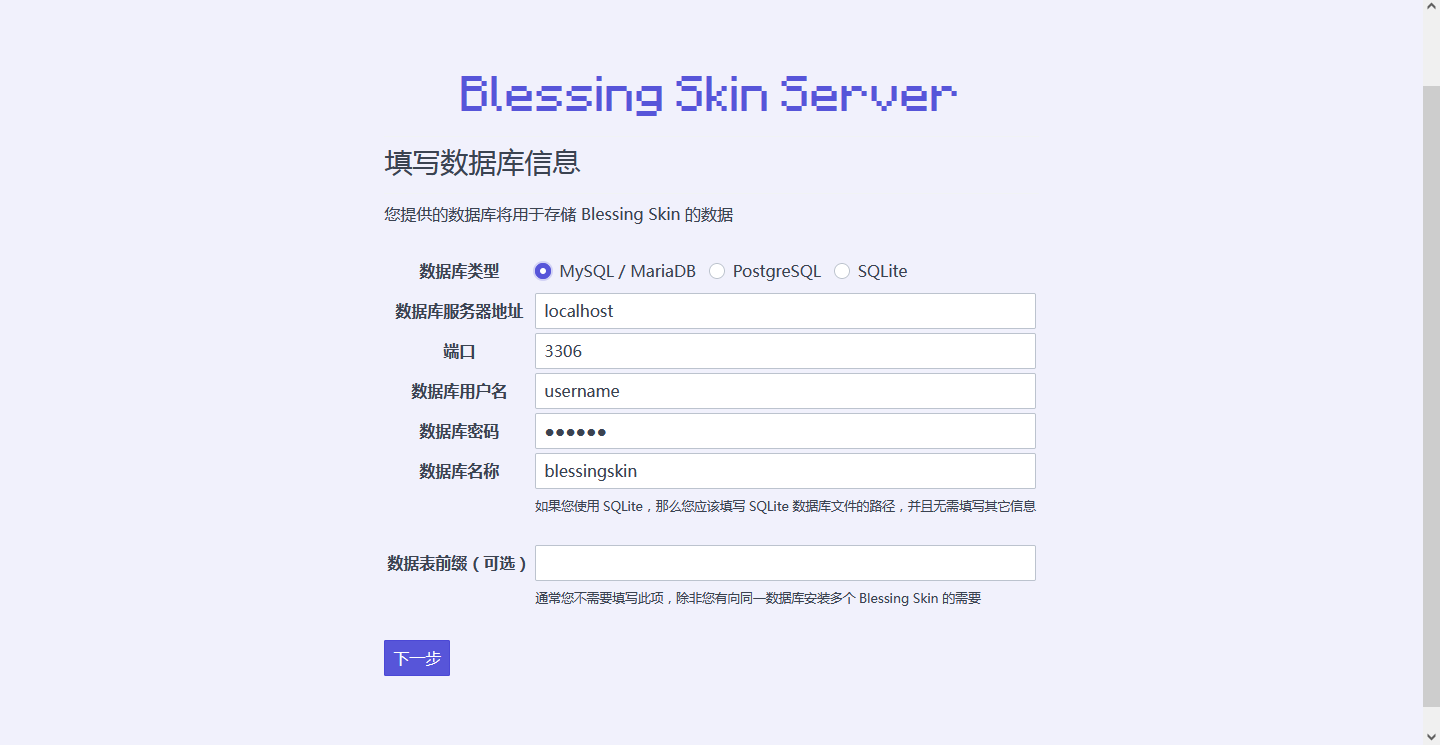 Blessing Skin Server
填写数据库信息
您提供的数据库将用于存储 Blessing Skin 的数据
数据库类型 MySQL / MariaDB PostgreSQL SQLite
数据库服务器地址 localhost
端口 3306
数据库用户名 username
数据库密码 ●●●●●●
数据库名称 blessingskin
如果您使用 SQLite，那么您应该填写 SQLite 数据库文件的路径，并且无需填写其它信息
数据表前缀（可选）
通常您不需要填写此项，除非您有向同一数据库安装多个 Blessing Skin 的需要
下一步